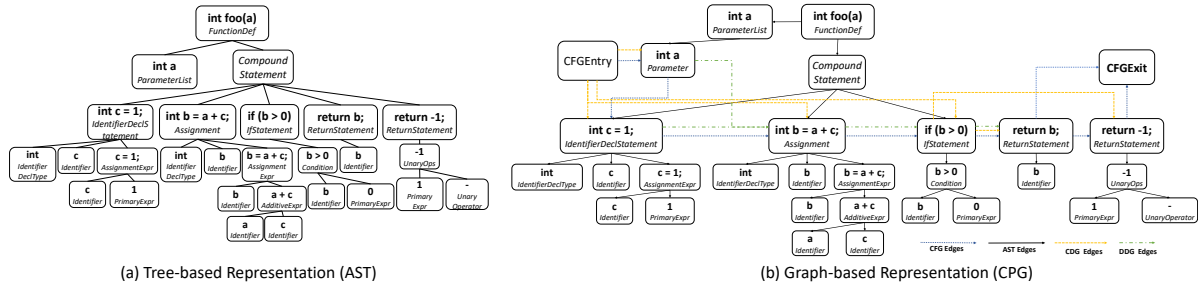 int foo(a)
FunctionDef
int a
ParameterList
Compound
Statement
int c = 1;
IdentifierDeclS
tatement
int b = a + c;
Assignment
if (b > 0)
IfStatement
return b;
ReturnStatement
return -1;
ReturnStatement
int
Identifier
DeclType
c
Identifier
c = 1;
AssignmentExpr
int
Identifier
DeclType
b
Identifier
b = a + c;
Assignment
Expr
b > 0
Condition
b
Identifier
-1
UnaryOps
c
Identifier
1
PrimaryExpr
b
Identifier
a + c
AdditiveExpr
b
Identifier
0
PrimaryExpr
1
Primary
Expr
-
Unary
Operator
a
Identifier
c
Identifier
(a) Tree-based Representation (AST)
int a
ParameterList
int foo(a)
FunctionDef
CFGEntry
int a
Parameter
Compound
Statement
CFGExit
int c = 1;
IdentifierDeclStatement
int b = a + c;
Assignment
if (b > 0)
IfStatement
return b;
ReturnStatement
return -1;
ReturnStatement
int
IdentifierDeclType
c
Identifier
c = 1;
AssignmentExpr
int
IdentifierDeclType
b
Identifier
b = a + c;
AssignmentExpr
b > 0
Condition
b
Identifier
-1
UnaryOps
c
Identifier
1
PrimaryExpr
b
Identifier
a + c
AdditiveExpr
b
Identifier
0
PrimaryExpr
1
PrimaryExpr
-
UnaryOperator
a
Identifier
c
Identifier
CFG Edges
AST Edges
CDG Edges
DDG Edges
(b) Graph-based Representation (CPG)